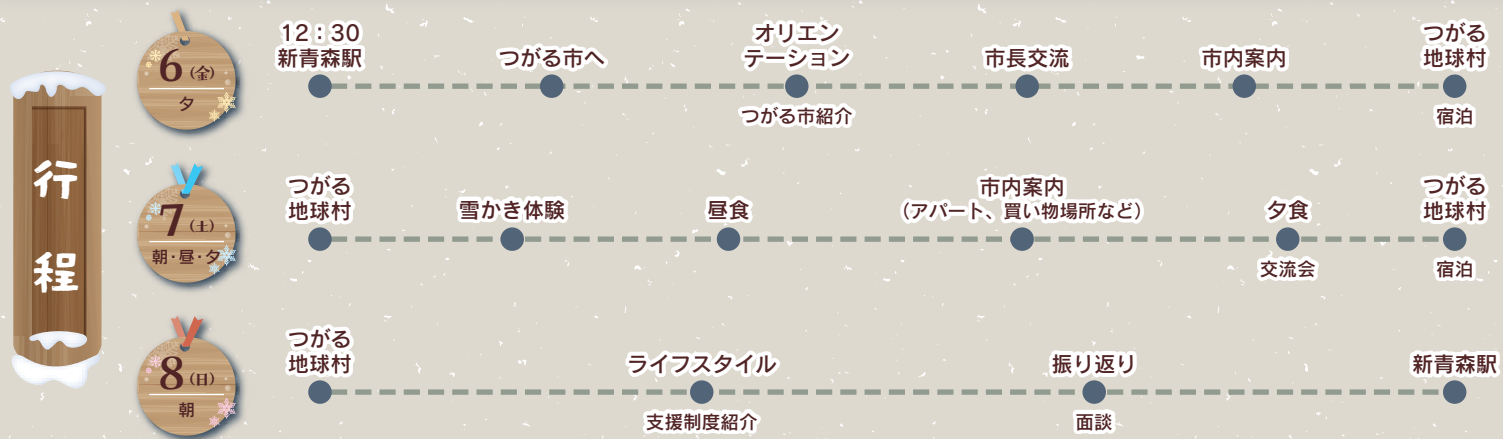 行程
6(金)
夕
12:30
新青森駅
つがる市へ
オリエン
テーション
つがる市紹介
市長交流
市内案内
つがる
地球村
宿泊
7(土)
朝・昼・夕
つがる
地球村
雪かき体験
昼食
市内案内
(アパート、買い物場所など)
夕食
交流会
つがる
地球村
宿泊
8(日)
朝
つがる
地球村
ライフスタイル
支援制度紹介
振り返り
面談
新青森駅